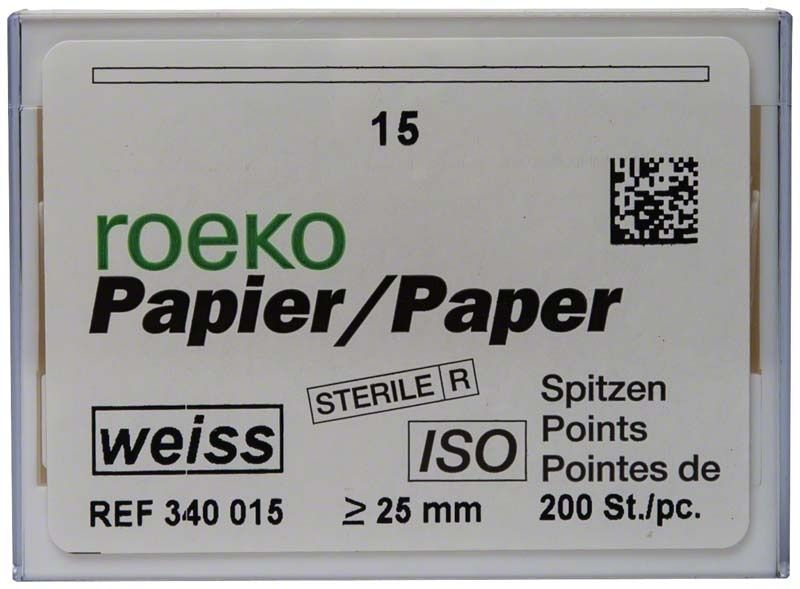 15
roeko
Papier/Paper
STERILE R
weiss
ISO
Spitzen
Points
Pointes de
REF 340 015
≥ 25 mm
200 St./pc.